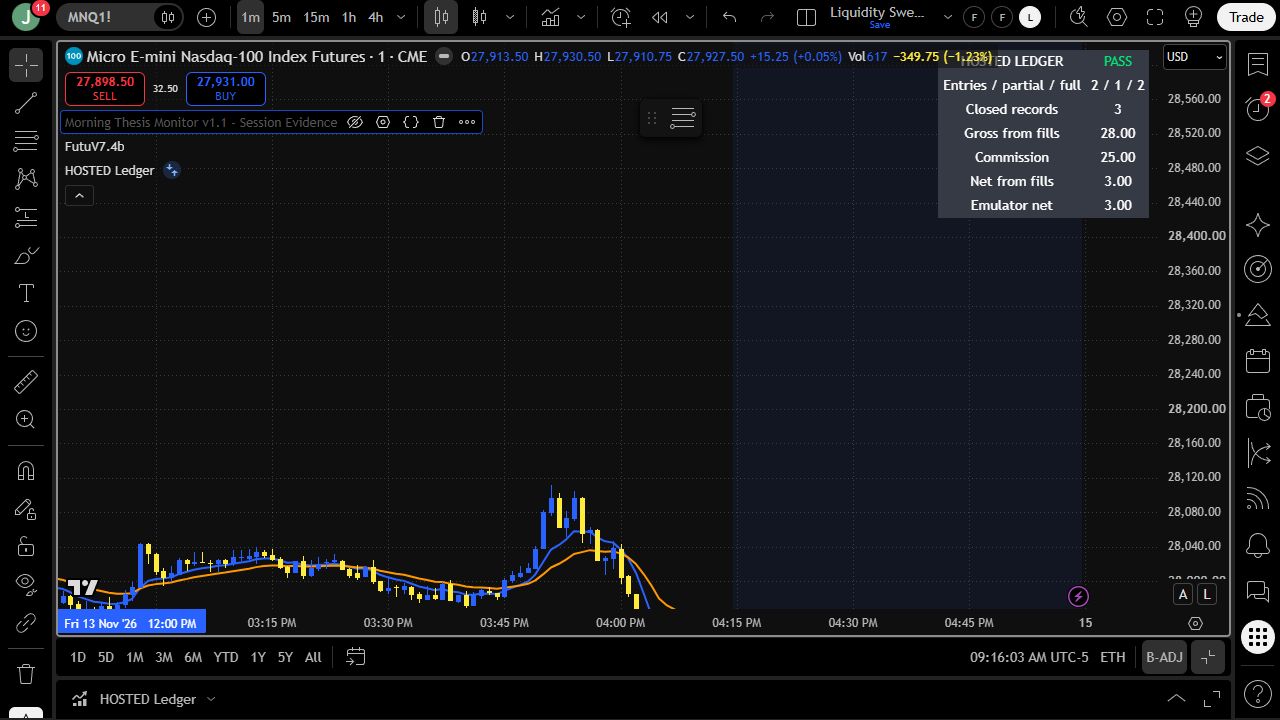 J
11
MNQ1!
1m 5m 15m 1h 4h
Liquidity Swe...
Save
F F L
Trade
100 Micro E-mini Nasdaq-100 Index Futures · 1 · CME O27,913.50 H27,930.50 L27,910.75 C27,927.50 +15.25 (+0.05%) Vol617 −349.75 (−1.23%)
27,898.50
SELL
32.50
27,931.00
BUY
Morning Thesis Monitor v1.1 - Session Evidence
FutuV7.4b
HOSTED Ledger
HOSTED LEDGER PASS
Entries / partial / full 2 / 1 / 2
Closed records 3
Gross from fills 28.00
Commission 25.00
Net from fills 3.00
Emulator net 3.00
USD
28,560.00
28,520.00
28,480.00
28,440.00
28,400.00
28,360.00
28,320.00
28,280.00
28,240.00
28,200.00
28,160.00
28,120.00
28,080.00
28,040.00
A L
2
Fri 13 Nov '26 12:00 PM
03:15 PM 03:30 PM 03:45 PM 04:00 PM 04:15 PM 04:30 PM 04:45 PM 15
1D 5D 1M 3M 6M YTD 1Y 5Y All
09:16:03 AM UTC-5 ETH B-ADJ
HOSTED Ledger